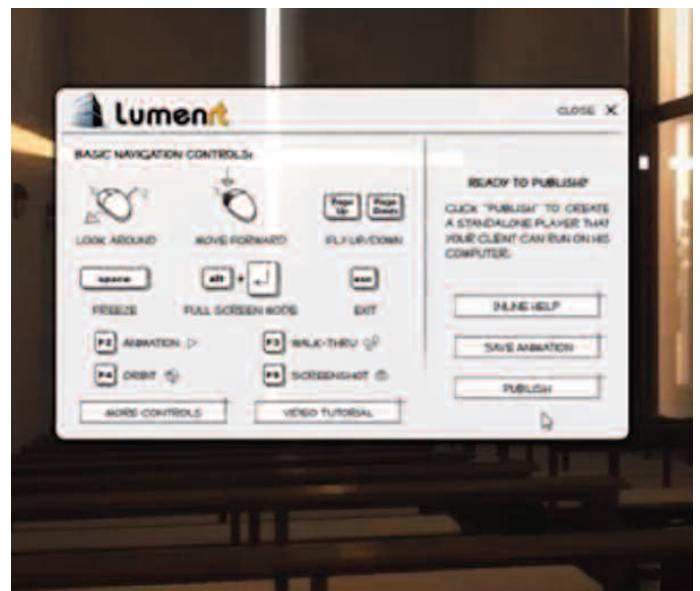 Lumenrt
CLOSE X
BASIC NAVIGATION CONTROLS:
LOOK AROUND
MOVE FORWARD
Page Up
Page Down
FLY UP/DOWN
space
FREEZE
alt +
FULL SCREEN MODE
esc
EXIT
F2 ANIMATION
F3 WALK-THRU
F4 ORBIT
SCREENSHOT
MORE CONTROLS
VIDEO TUTORIAL
READY TO PUBLISH?
CLICK "PUBLISH" TO CREATE
A STANDALONE PLAYER THAT
YOUR CLIENT CAN RUN ON HIS
COMPUTER.
INLINE HELP
SAVE ANIMATION
PUBLISH